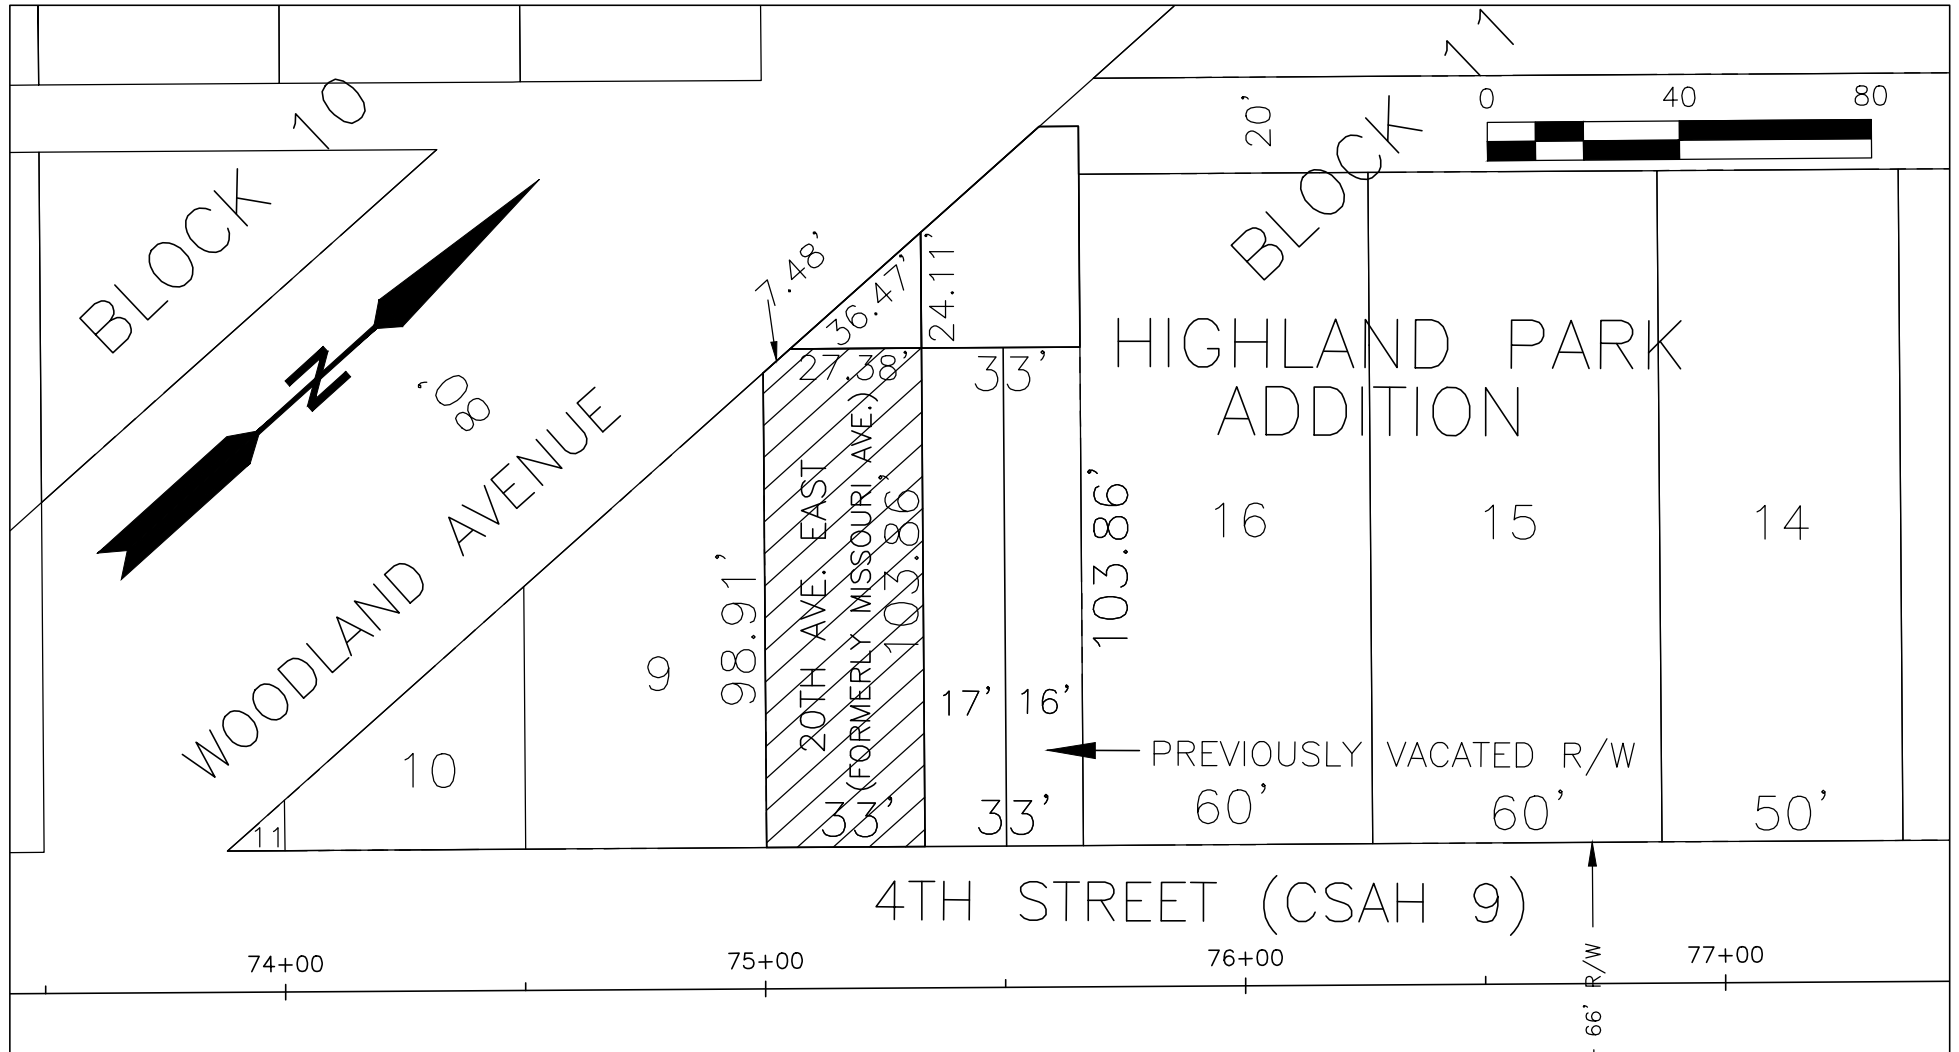 BLOCK 10
BLOCK 11
0 40 80
20'
N
80'
WOODLAND AVENUE
7.48'
36.47'
24.11'
27.38'
33'
HIGHLAND PARK
ADDITION
98.91'
20TH AVE. EAST
(FORMERLY MISSOURI AVE.)
103.86'
103.86'
16
15
14
9
10
11
17'
16'
PREVIOUSLY VACATED R/W
33'
33'
60'
60'
50'
4TH STREET (CSAH 9)
74+00
75+00
76+00
77+00
66' R/W